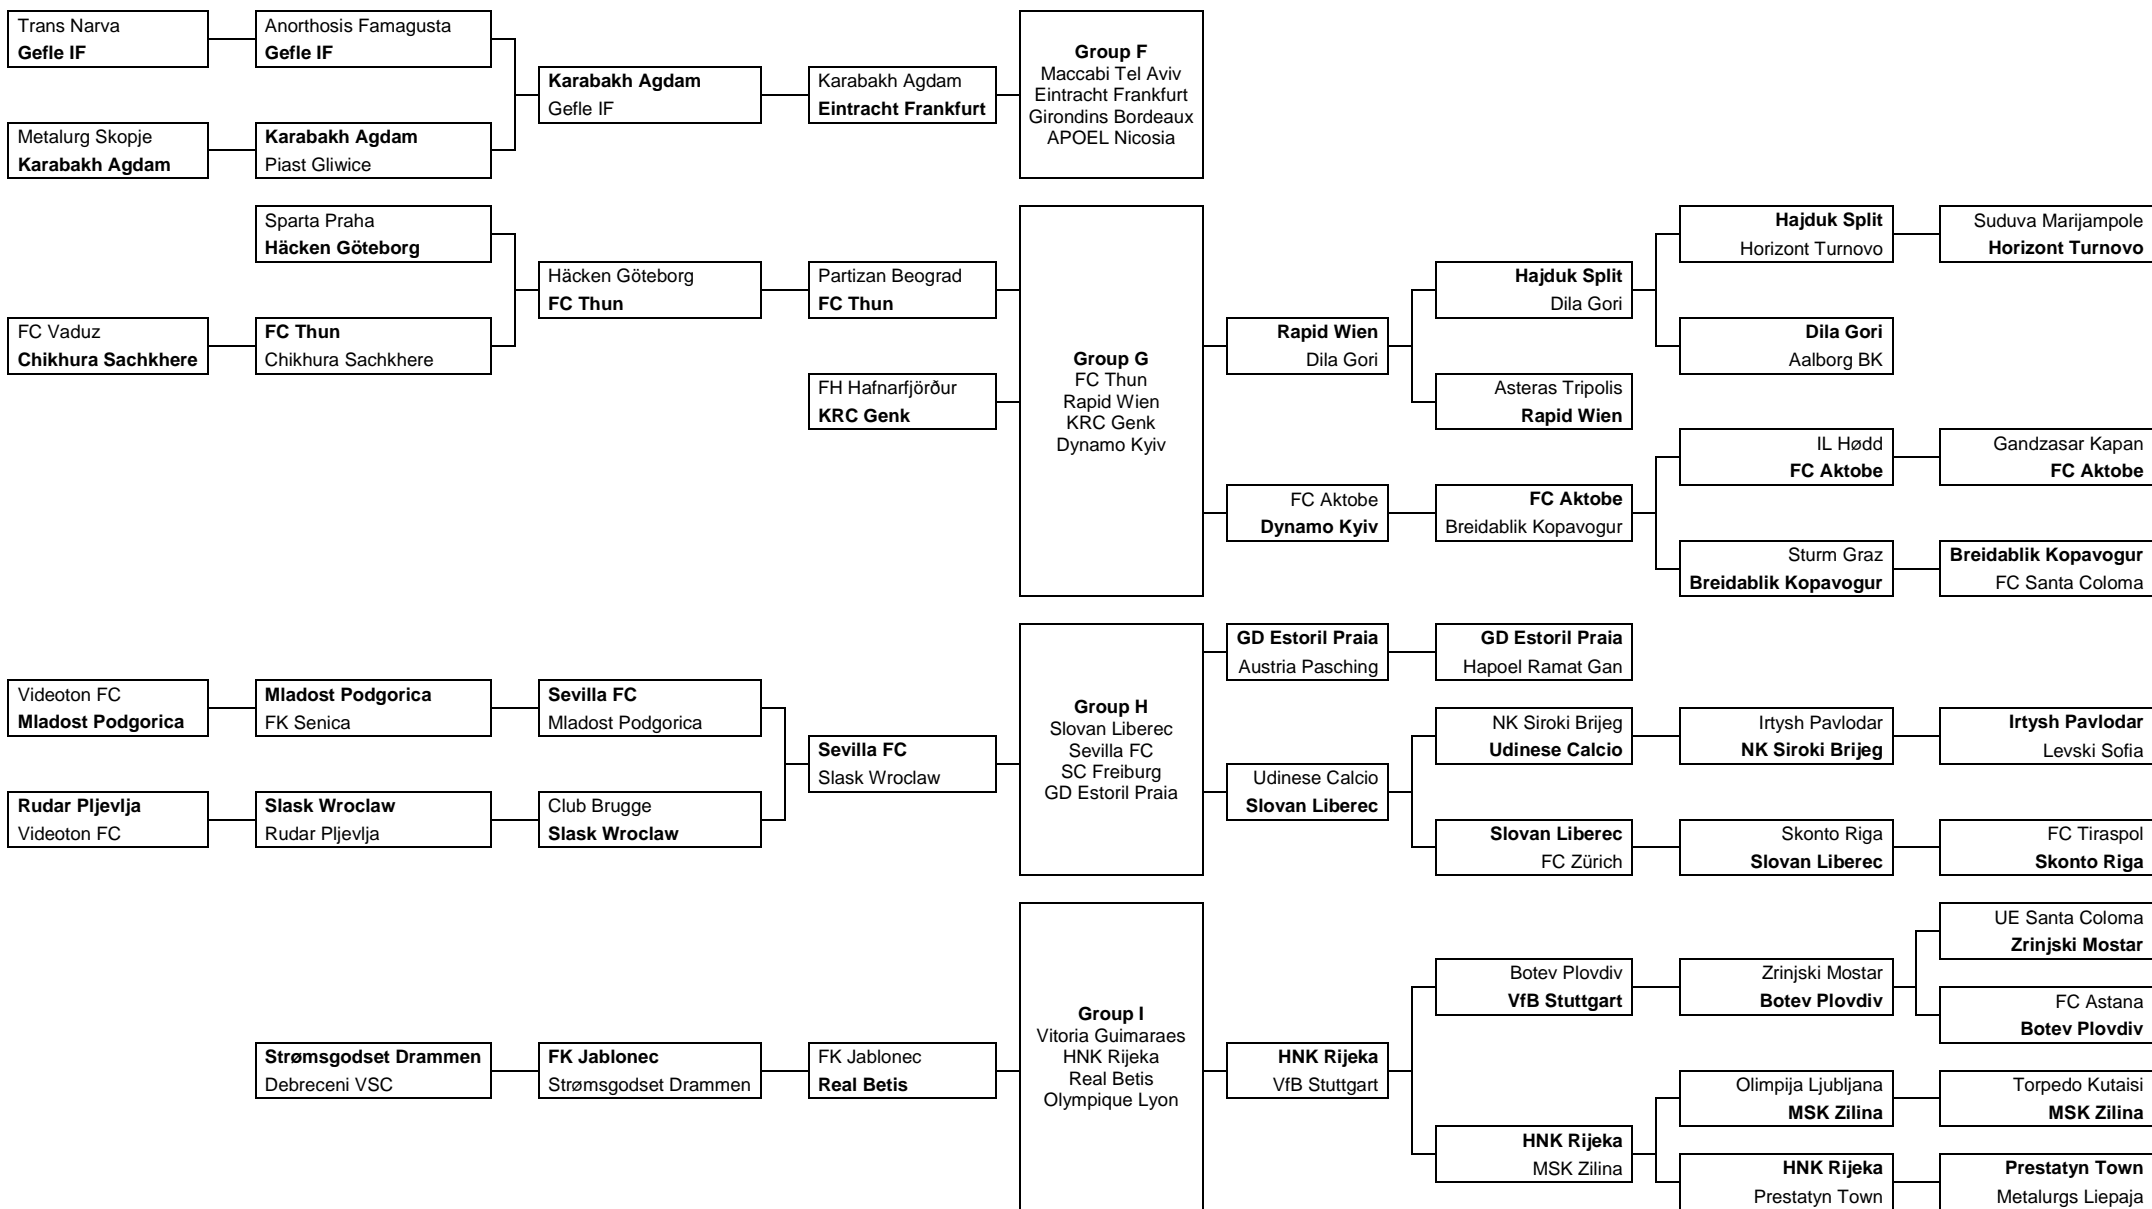 Trans Narva
Gefle IF
Anorthosis Famagusta
Gefle IF
Metalurg Skopje
Karabakh Agdam
Karabakh Agdam
Piast Gliwice
Karabakh Agdam
Gefle IF
Karabakh Agdam
Eintracht Frankfurt
Group F
Maccabi Tel Aviv
Eintracht Frankfurt
Girondins Bordeaux
APOEL Nicosia
Sparta Praha
Häcken Göteborg
FC Vaduz
Chikhura Sachkhere
FC Thun
Chikhura Sachkhere
Häcken Göteborg
FC Thun
Partizan Beograd
FC Thun
FH Hafnarfjörður
KRC Genk
Group G
FC Thun
Rapid Wien
KRC Genk
Dynamo Kyiv
Rapid Wien
Dila Gori
Hajduk Split
Dila Gori
Asteras Tripolis
Rapid Wien
Hajduk Split
Horizont Turnovo
Suduva Marijampole
Horizont Turnovo
Dila Gori
Aalborg BK
FC Aktobe
Dynamo Kyiv
FC Aktobe
Breidablik Kopavogur
IL Hødd
FC Aktobe
Gandzasar Kapan
FC Aktobe
Sturm Graz
Breidablik Kopavogur
Breidablik Kopavogur
FC Santa Coloma
Videoton FC
Mladost Podgorica
Mladost Podgorica
FK Senica
Sevilla FC
Mladost Podgorica
Rudar Pljevlja
Videoton FC
Slask Wroclaw
Rudar Pljevlja
Club Brugge
Slask Wroclaw
Sevilla FC
Slask Wroclaw
Group H
Slovan Liberec
Sevilla FC
SC Freiburg
GD Estoril Praia
GD Estoril Praia
Austria Pasching
GD Estoril Praia
Hapoel Ramat Gan
Udinese Calcio
Slovan Liberec
NK Siroki Brijeg
Udinese Calcio
Irtysh Pavlodar
NK Siroki Brijeg
Irtysh Pavlodar
Levski Sofia
Slovan Liberec
FC Zürich
Skonto Riga
Slovan Liberec
FC Tiraspol
Skonto Riga
Strømsgodset Drammen
Debreceni VSC
FK Jablonec
Strømsgodset Drammen
FK Jablonec
Real Betis
Group I
Vitoria Guimaraes
HNK Rijeka
Real Betis
Olympique Lyon
HNK Rijeka
VfB Stuttgart
Botev Plovdiv
VfB Stuttgart
Zrinjski Mostar
Botev Plovdiv
UE Santa Coloma
Zrinjski Mostar
FC Astana
Botev Plovdiv
HNK Rijeka
MSK Zilina
Olimpija Ljubljana
MSK Zilina
Torpedo Kutaisi
MSK Zilina
HNK Rijeka
Prestatyn Town
Prestatyn Town
Metalurgs Liepaja